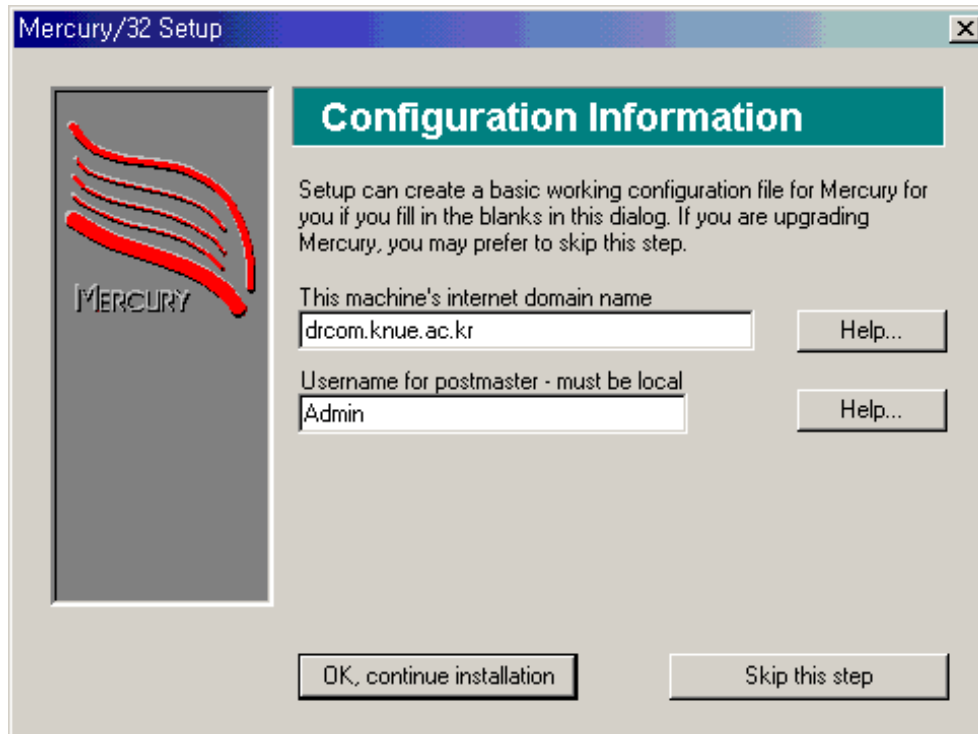 Mercury/32 Setup
Configuration Information
Setup can create a basic working configuration file for Mercury for
you if you fill in the blanks in this dialog. If you are upgrading
Mercury, you may prefer to skip this step.
MERCURY
This machine's internet domain name
drcom.knue.ac.kr
Help...
Username for postmaster - must be local
Admin
Help...
OK, continue installation
Skip this step